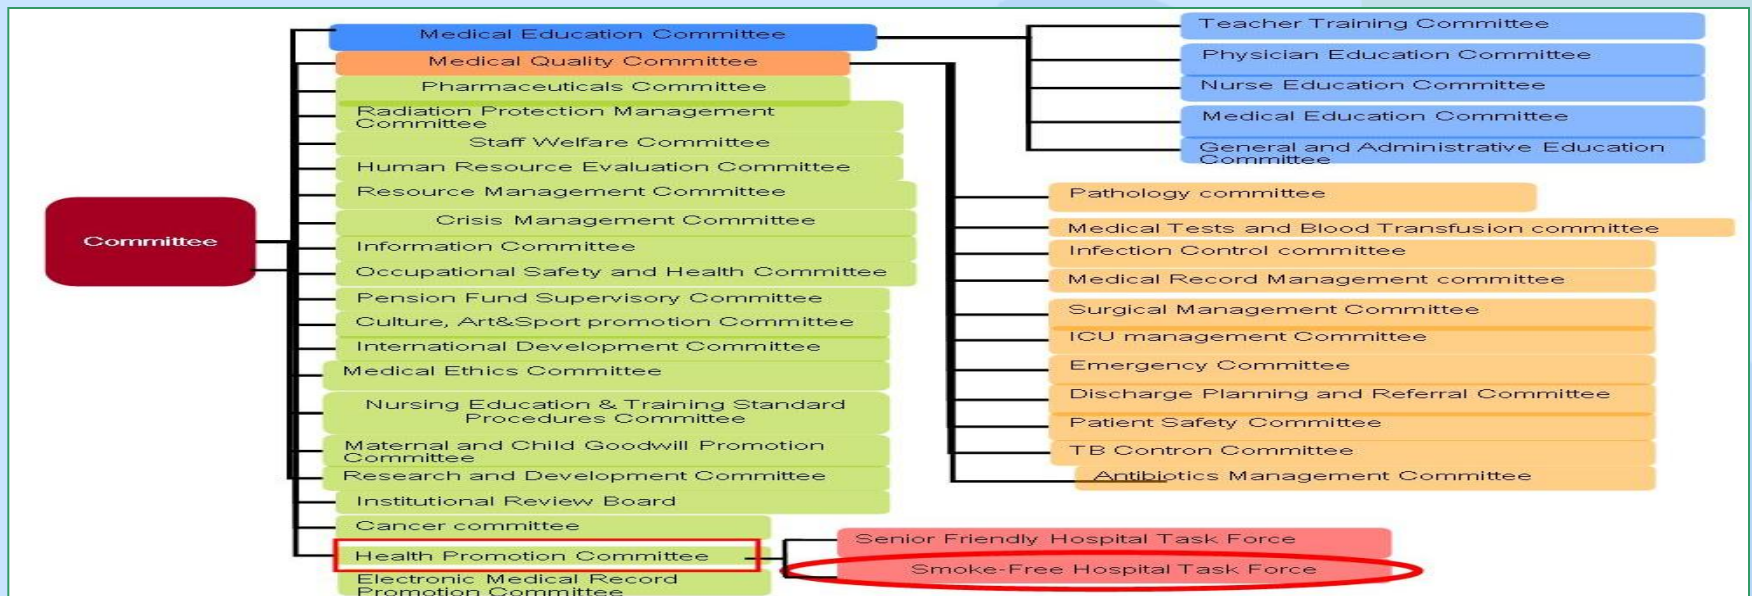 Committee
Medical Education Committee
Medical Quality Committee
Pharmaceuticals Committee
Radiation Protection Management
Committee
Staff Welfare Committee
Human Resource Evaluation Committee
Resource Management Committee
Crisis Management Committee
Information Committee
Occupational Safety and Health Committee
Pension Fund Supervisory Committee
Culture, Art&Sport promotion Committee
International Development Committee
Medical Ethics Committee
Nursing Education & Training Standard
Procedures Committee
Maternal and Child Goodwill Promotion
Committee
Research and Development Committee
Institutional Review Board
Cancer committee
Health Promotion Committee
Electronic Medical Record
Promotion Committee
Teacher Training Committee
Physician Education Committee
Nurse Education Committee
Medical Education Committee
General and Administrative Education
Committee
Pathology committee
Medical Tests and Blood Transfusion committee
Infection Control committee
Medical Record Management committee
Surgical Management Committee
ICU management Committee
Emergency Committee
Discharge Planning and Referral Committee
Patient Safety Committee
TB Contron Committee
Antibiotics Management Committee
Senior Friendly Hospital Task Force
Smoke-Free Hospital Task Force